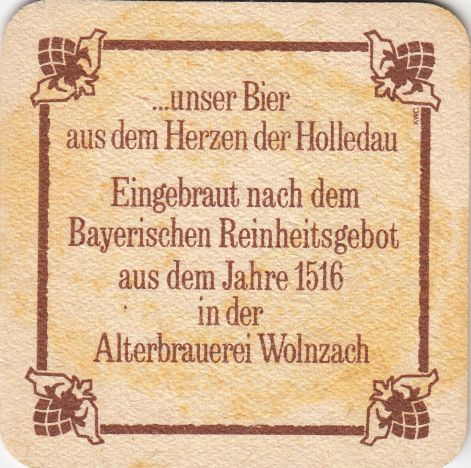 ...unser Bier
aus dem Herzen der Holledau
Eingebraut nach dem
Bayerischen Reinheitsgebot
aus dem Jahre 1516
in der
Alterbrauerei Wolnzach
KWC